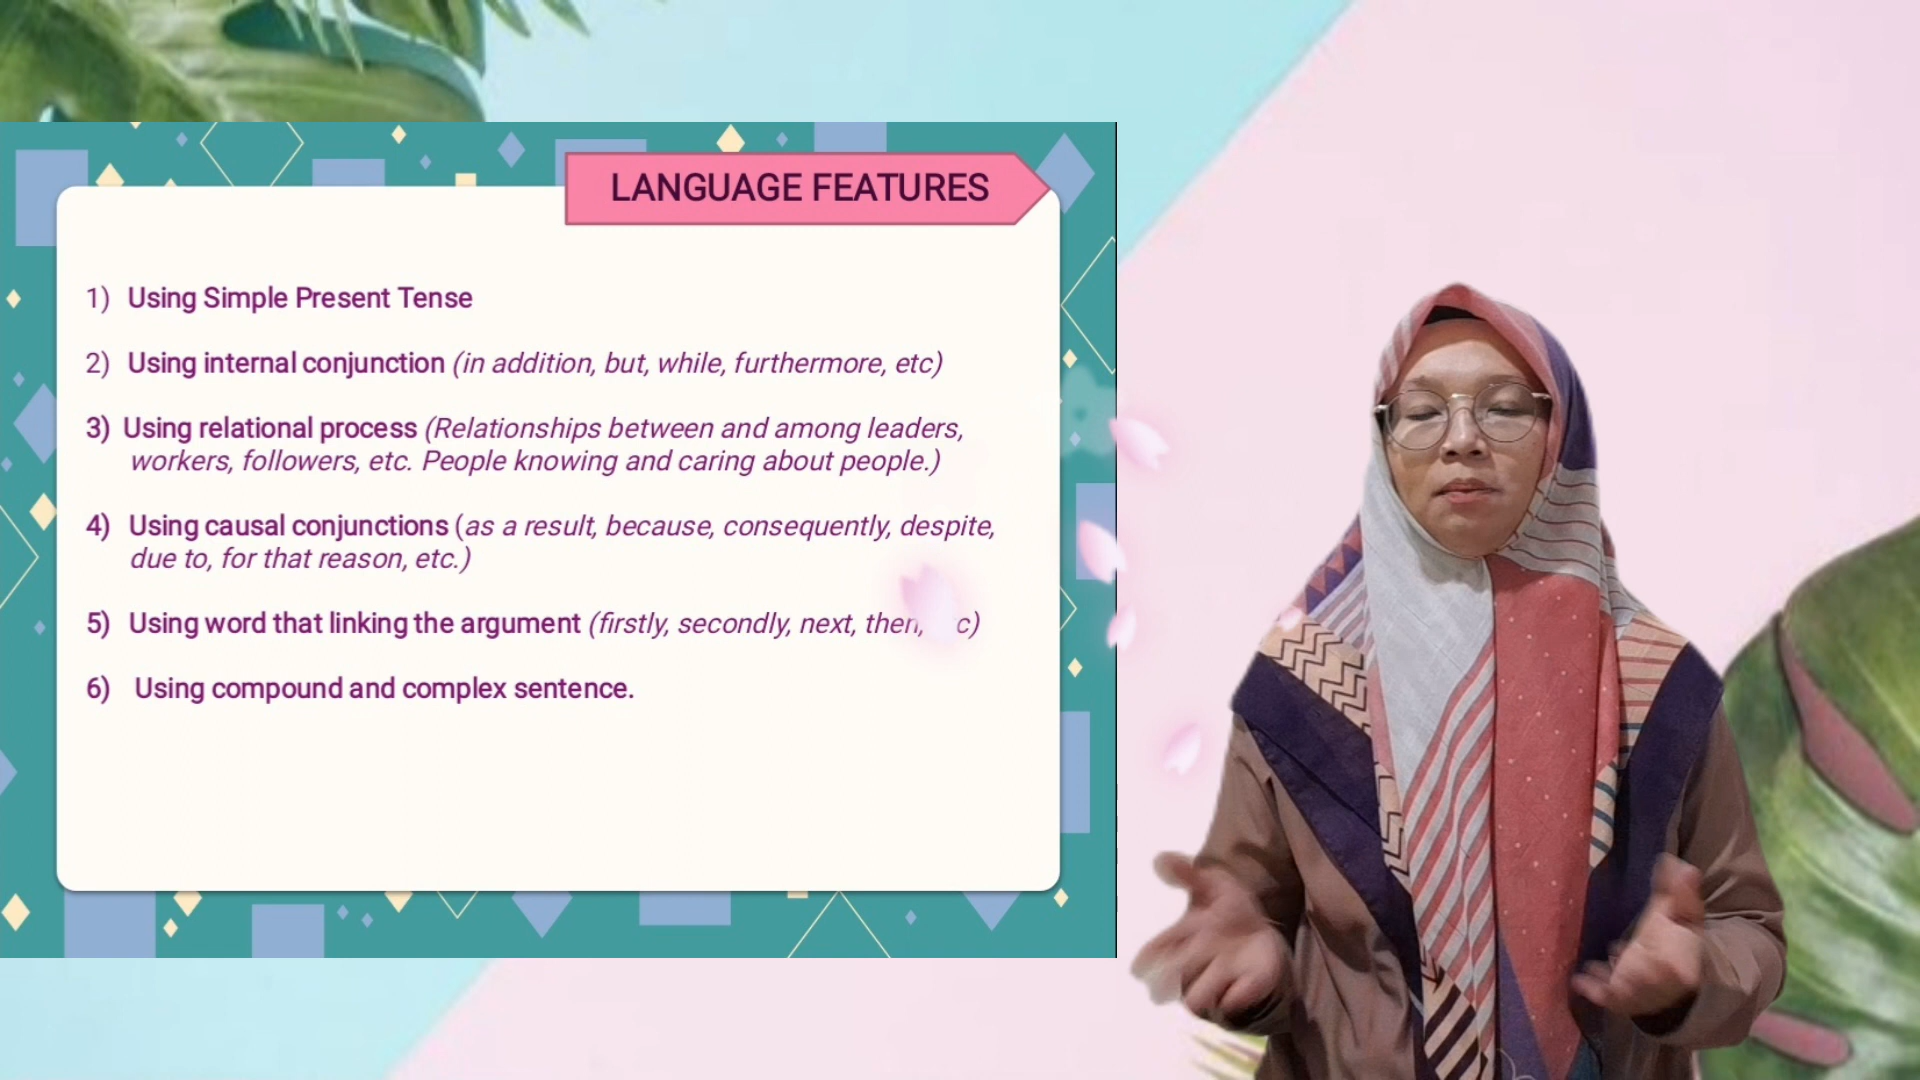 LANGUAGE FEATURES
1) Using Simple Present Tense
2) Using internal conjunction (in addition, but, while, furthermore, etc)
3) Using relational process (Relationships between and among leaders,
workers, followers, etc. People knowing and caring about people.)
4) Using causal conjunctions (as a result, because, consequently, despite,
due to, for that reason, etc.)
5) Using word that linking the argument (firstly, secondly, next, then,
6) Using compound and complex sentence.